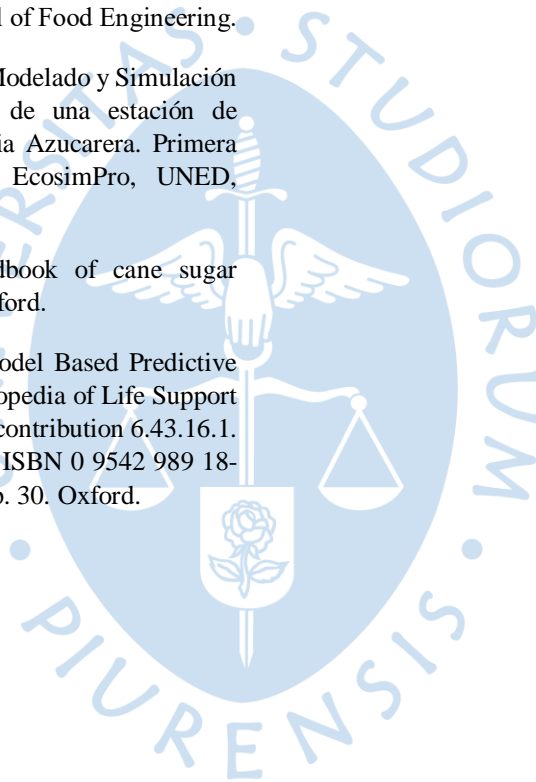 l of Food Engineering.
Modelado y Simulación
de una estación de
ia Azucarera. Primera
EcosimPro, UNED,
dbook of cane sugar
ford.
odel Based Predictive
opedia of Life Support
contribution 6.43.16.1.
ISBN 0 9542 989 18-
p. 30. Oxford.
STUDIORUM
PIURENSIS